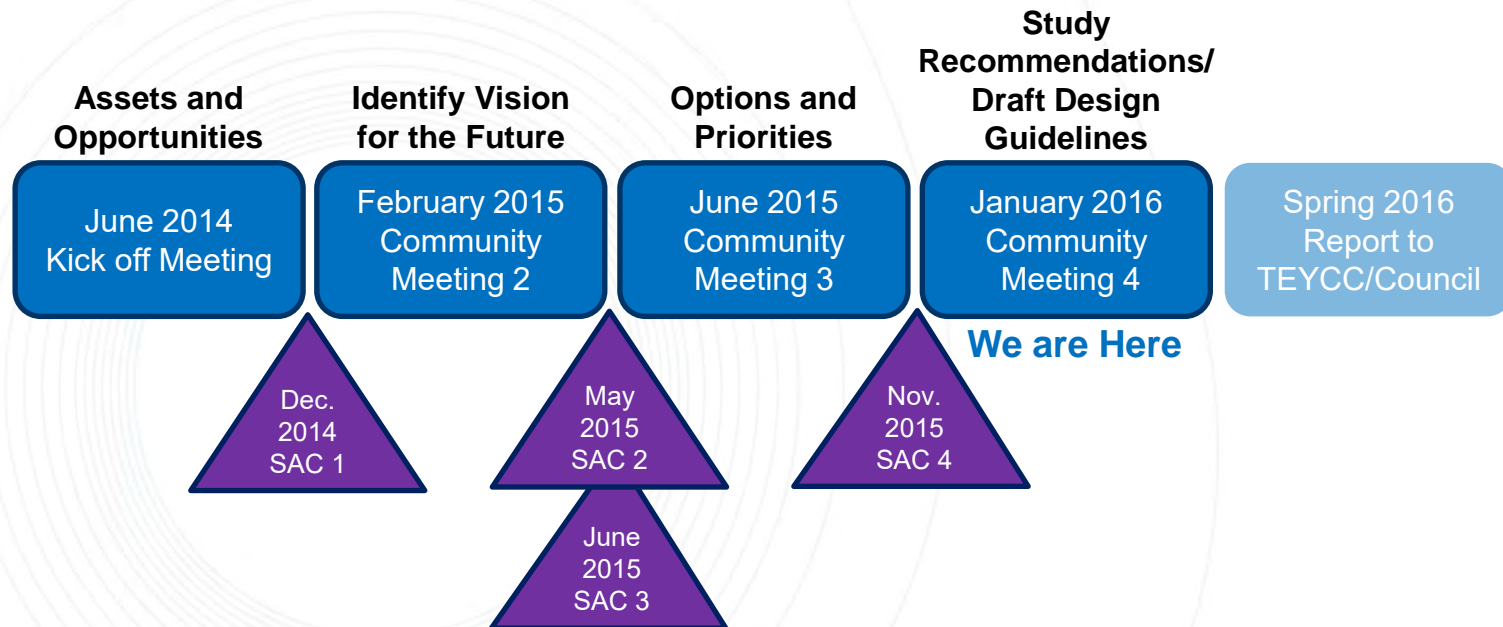 Assets and
Opportunities
June 2014
Kick off Meeting
Identify Vision
for the Future
February 2015
Community
Meeting 2
Options and
Priorities
June 2015
Community
Meeting 3
Study
Recommendations/
Draft Design
Guidelines
January 2016
Community
Meeting 4
We are Here
Spring 2016
Report to
TEYCC/Council
Dec.
2014
SAC 1
May
2015
SAC 2
June
2015
SAC 3
Nov.
2015
SAC 4